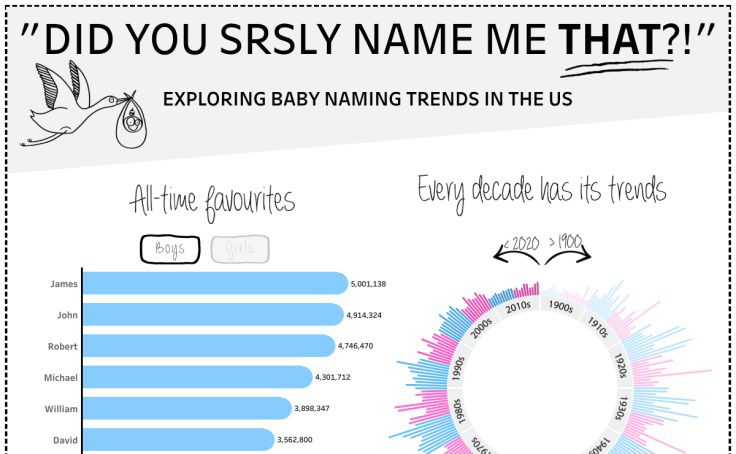 "DID YOU SRSLY NAME ME THAT?!"
EXPLORING BABY NAMING TRENDS IN THE US
All-time favourites
Every decade has its trends
Boys
Girls
< 2020
> 1900
James
5,001,138
John
4,914,324
Robert
4,746,470
Michael
4,301,712
William
3,898,347
David
3,562,800
1900s
1910s
1920s
1930s
1940s
1970s
1980s
1990s
2000s
2010s